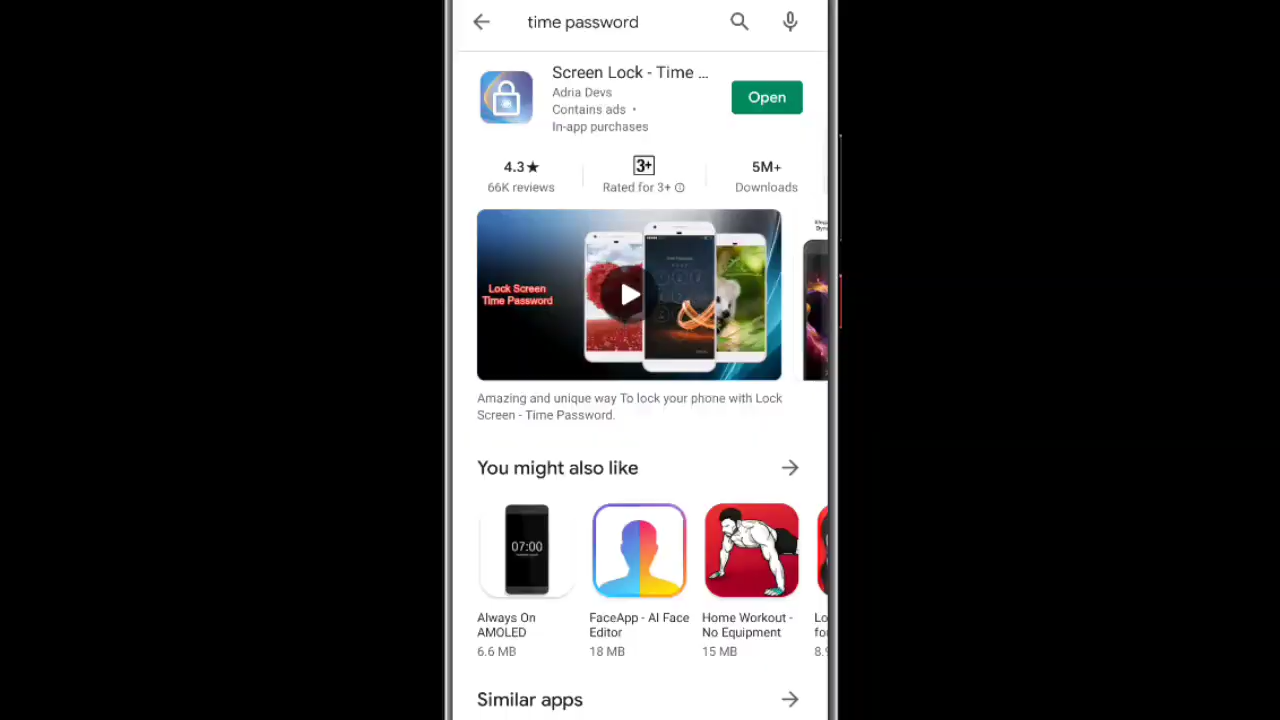 time password
Screen Lock - Time ...
Adria Devs
Contains ads •
In-app purchases
Open
4.3★
66K reviews
3+
Rated for 3+
5M+
Downloads
Lock Screen
Time Password
Amazing and unique way To lock your phone with Lock
Screen - Time Password.
You might also like
07:00
Always On
AMOLED
6.6 MB
FaceApp - AI Face
Editor
18 MB
Home Workout -
No Equipment
15 MB
Lo
fo
8.
Similar apps